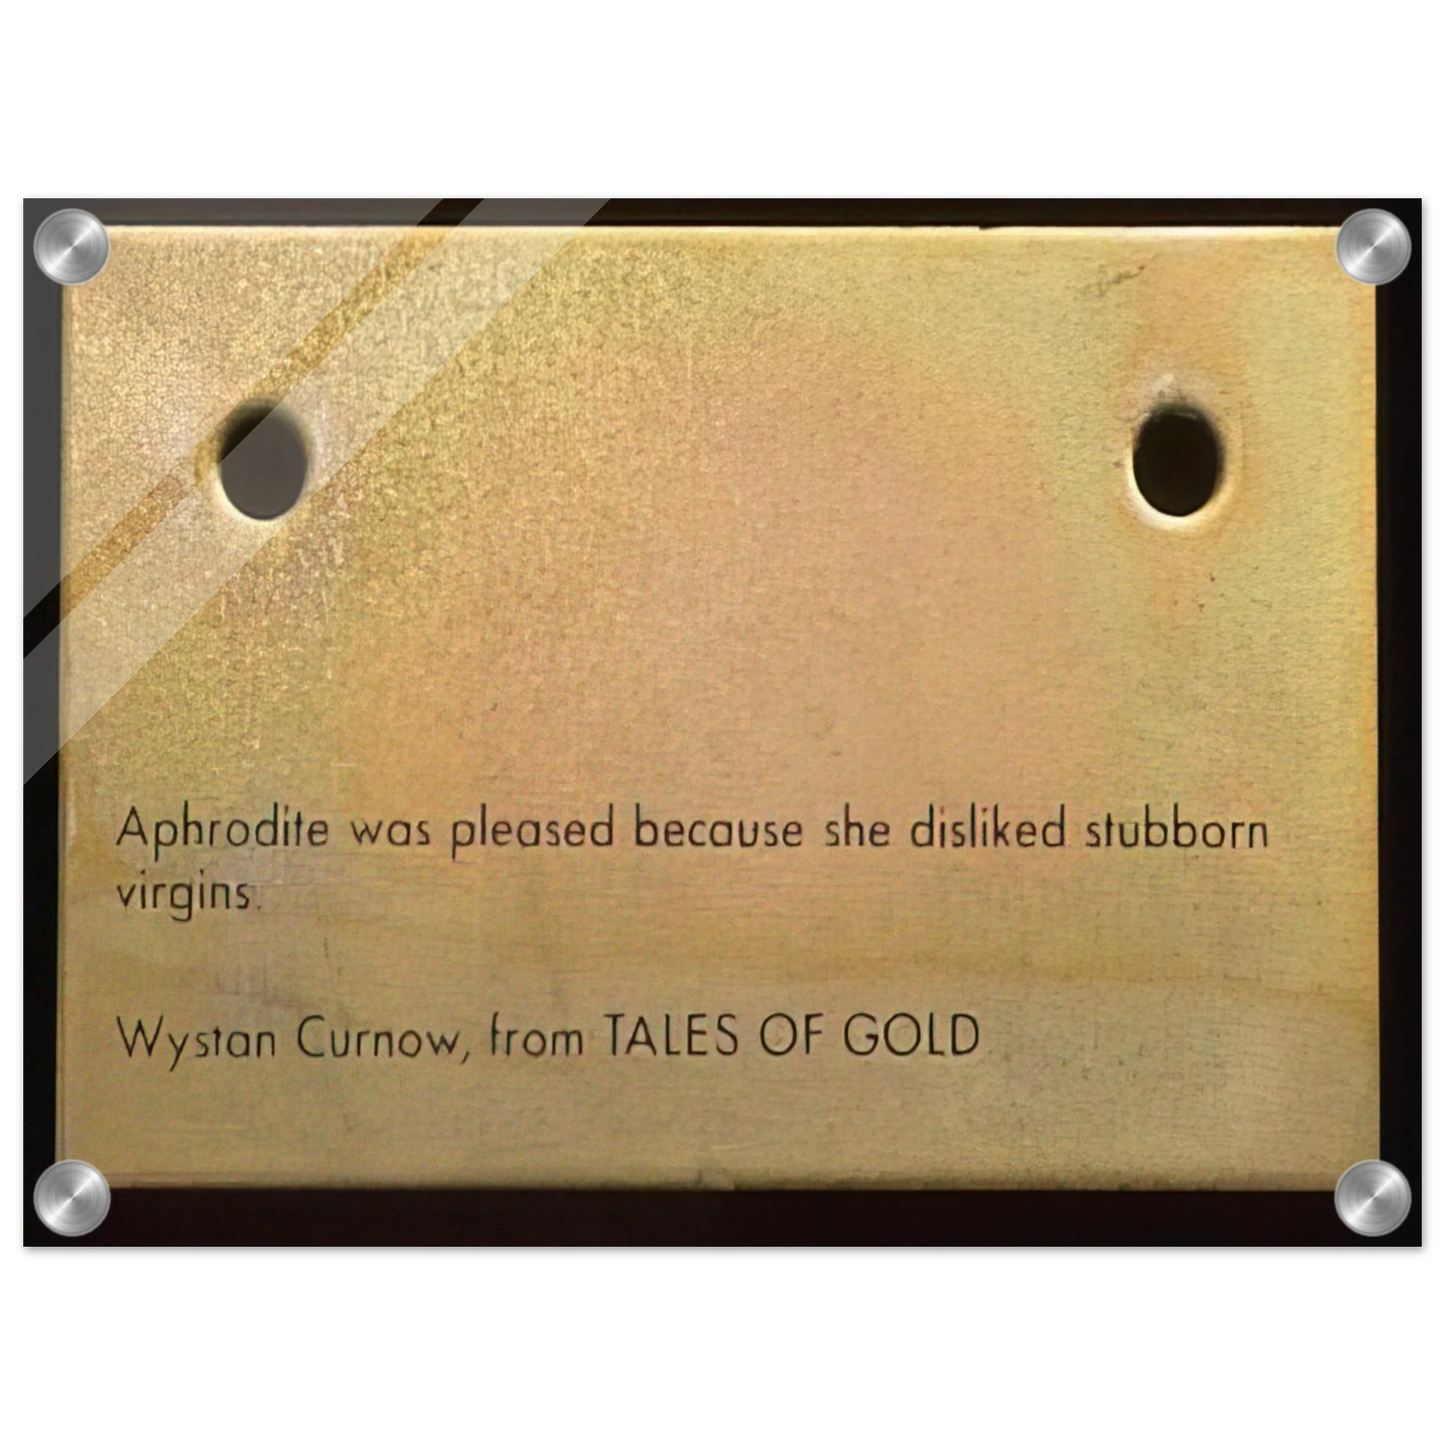 Aphrodite was pleased because she disliked stubborn
virgins.
Wystan Curnow, from TALES OF GOLD